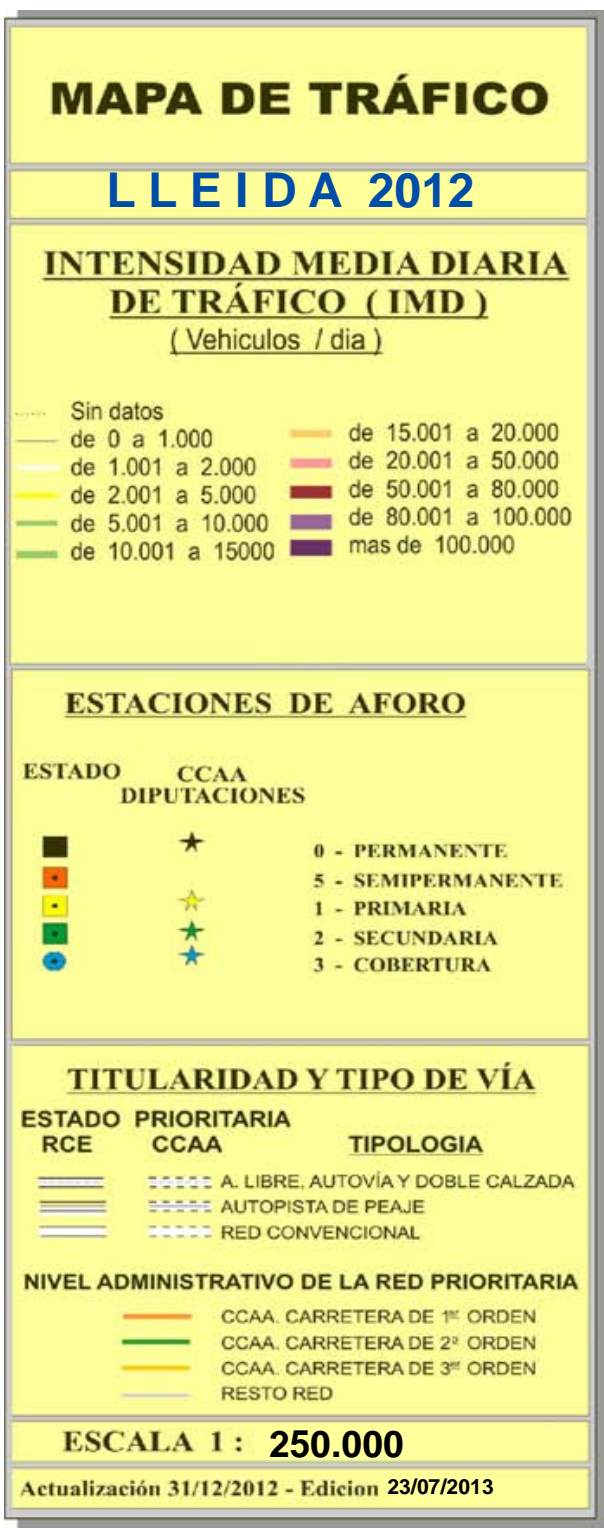 MAPA DE TRÁFICO
L L E I D A 2012
INTENSIDAD MEDIA DIARIA
DE TRÁFICO ( IMD )
( Vehiculos / dia )
Sin datos
de 0 a 1.000
de 1.001 a 2.000
de 2.001 a 5.000
de 5.001 a 10.000
de 10.001 a 15000
de 15.001 a 20.000
de 20.001 a 50.000
de 50.001 a 80.000
de 80.001 a 100.000
mas de 100.000
ESTACIONES DE AFORO
ESTADO CCAA
DIPUTACIONES
0 - PERMANENTE
5 - SEMIPERMANENTE
1 - PRIMARIA
2 - SECUNDARIA
3 - COBERTURA
TITULARIDAD Y TIPO DE VÍA
ESTADO PRIORITARIA
RCE CCAA TIPOLOGIA
A. LIBRE, AUTOVÍA Y DOBLE CALZADA
AUTOPISTA DE PEAJE
RED CONVENCIONAL
NIVEL ADMINISTRATIVO DE LA RED PRIORITARIA
CCAA. CARRETERA DE 1er ORDEN
CCAA. CARRETERA DE 2º ORDEN
CCAA. CARRETERA DE 3er ORDEN
RESTO RED
ESCALA 1 : 250.000
Actualización 31/12/2012 - Edicion 23/07/2013